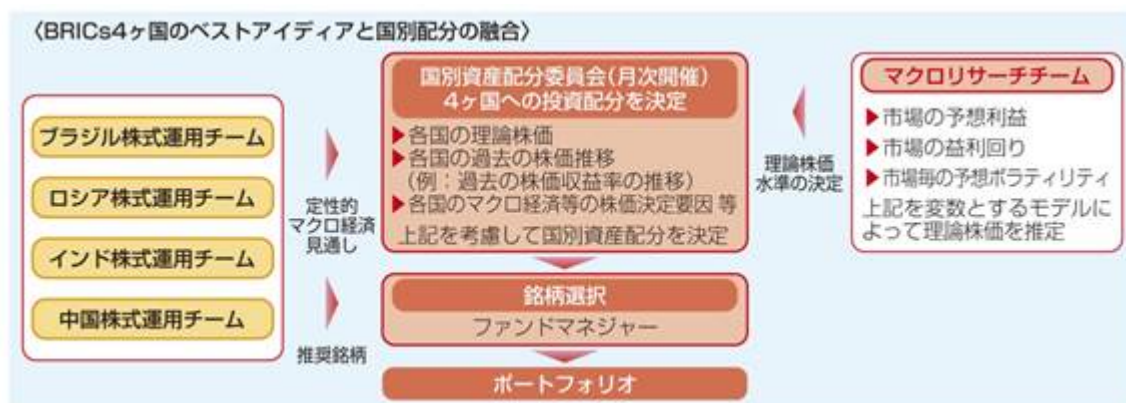 〈BRICs4ヶ国のベストアイディアと国別配分の融合〉
ブラジル株式運用チーム
ロシア株式運用チーム
インド株式運用チーム
中国株式運用チーム
定性的
マクロ経済
見通し
推奨銘柄
国別資産配分委員会(月次開催)
4ヶ国への投資配分を決定
▶各国の理論株価
▶各国の過去の株価推移
(例：過去の株価収益率の推移)
▶各国のマクロ経済等の株価決定要因 等
上記を考慮して国別資産配分を決定
銘柄選択
ファンドマネジャー
ポートフォリオ
理論株価
水準の決定
マクロリサーチチーム
▶市場の予想利益
▶市場の益利回り
▶市場毎の予想ボラティリティ
上記を変数とするモデルに
よって理論株価を推定